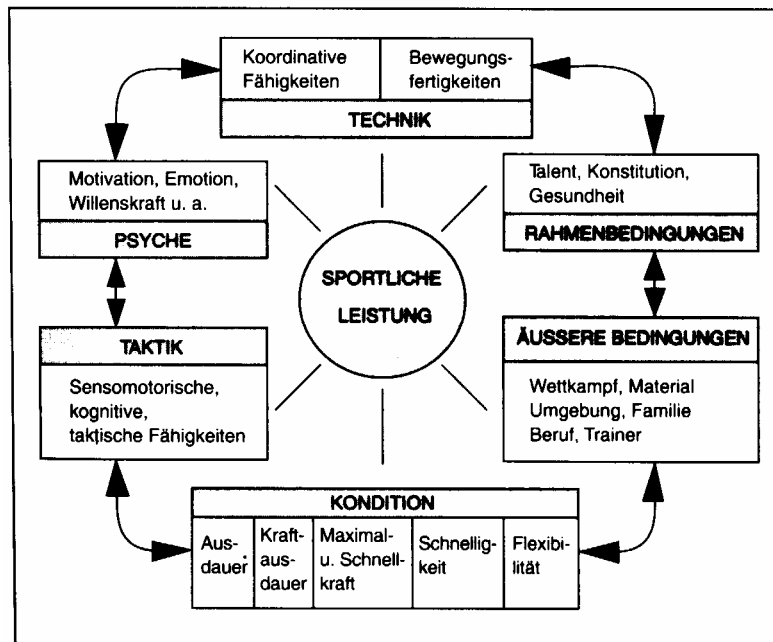 Koordinative
Fähigkeiten
Bewegungs-
fertigkeiten
TECHNIK
Motivation, Emotion,
Willenskraft u. a.
PSYCHE
Talent, Konstitution,
Gesundheit
RAHMENBEDINGUNGEN
SPORTLICHE
LEISTUNG
TAKTIK
Sensomotorische,
kognitive,
taktische Fähigkeiten
ÄUSSERE BEDINGUNGEN
Wettkampf, Material
Umgebung, Familie
Beruf, Trainer
KONDITION
Aus-
dauer
Kraft-
aus-
dauer
Maximal-
u. Schnell-
kraft
Schnellig-
keit
Flexibi-
lität